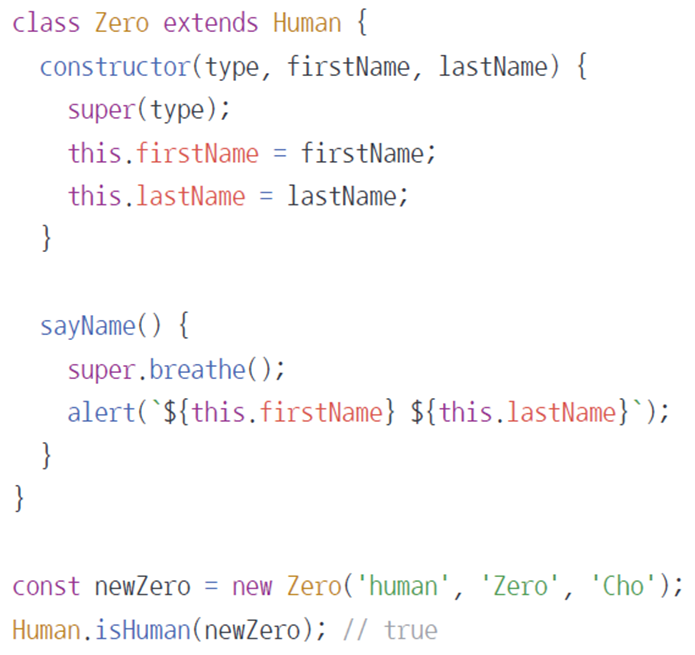 class Zero extends Human {
  constructor(type, firstName, lastName) {
    super(type);
    this.firstName = firstName;
    this.lastName = lastName;
  }

  sayName() {
    super.breathe();
    alert(`${this.firstName} ${this.lastName}`);
  }
}

const newZero = new Zero('human', 'Zero', 'Cho');
Human.isHuman(newZero); // true